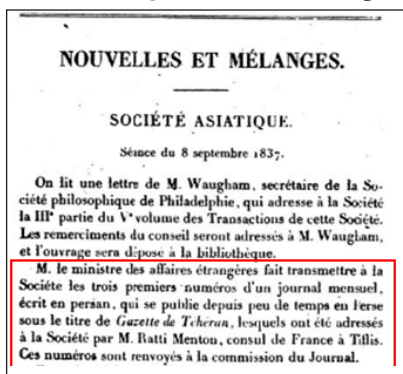 NOUVELLES ET MÉLANGES.
SOCIÉTÉ ASIATIQUE.
Séance du 8 septembre 1837.
On lit une lettre de M. Waugham, secrétaire de la So-
ciété philosophique de Philadelphie, qui adresse à la Société
la IIIe partie du Ve volume des Transactions de cette Société.
Les remercîments du conseil seront adressés à M. Waugham,
et l'ouvrage sera déposé à la bibliothèque.
M. le ministre des affaires étrangères fait transmettre à la
Sociéte les trois premiers numéros d'un journal mensuel,
écrit en persan, qui se publie depuis peu de temps en Perse
sous le titre de Gazette de Téhéran, lesquels ont été adressés
à la Société par M. Ratti Menton, consul de France à Tiflis.
Ces numéros sont renvoyés à la commission du Journal.